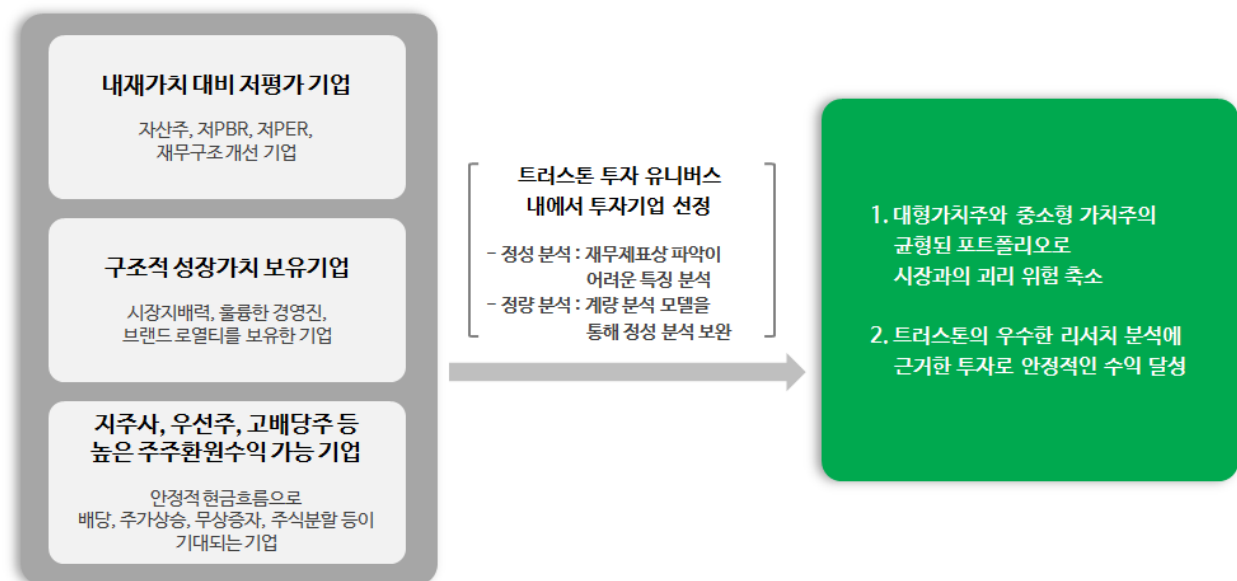 내재가치 대비 저평가 기업
자산주, 저PBR, 저PER,
재무구조 개선 기업
구조적 성장가치 보유기업
시장지배력, 훌륭한 경영진,
브랜드 로열티를 보유한 기업
지주사, 우선주, 고배당주 등
높은 주주환원수익 가능 기업
안정적 현금흐름으로
배당, 주가상승, 무상증자, 주식분할 등이
기대되는 기업
트러스톤 투자 유니버스
내에서 투자기업 선정
- 정성 분석 : 재무제표상 파악이
어려운 특징 분석
- 정량 분석 : 계량 분석 모델을
통해 정성 분석 보완
1. 대형가치주와 중소형 가치주의
균형된 포트폴리오로
시장과의 괴리 위험 축소
2. 트러스톤의 우수한 리서치 분석에
근거한 투자로 안정적인 수익 달성